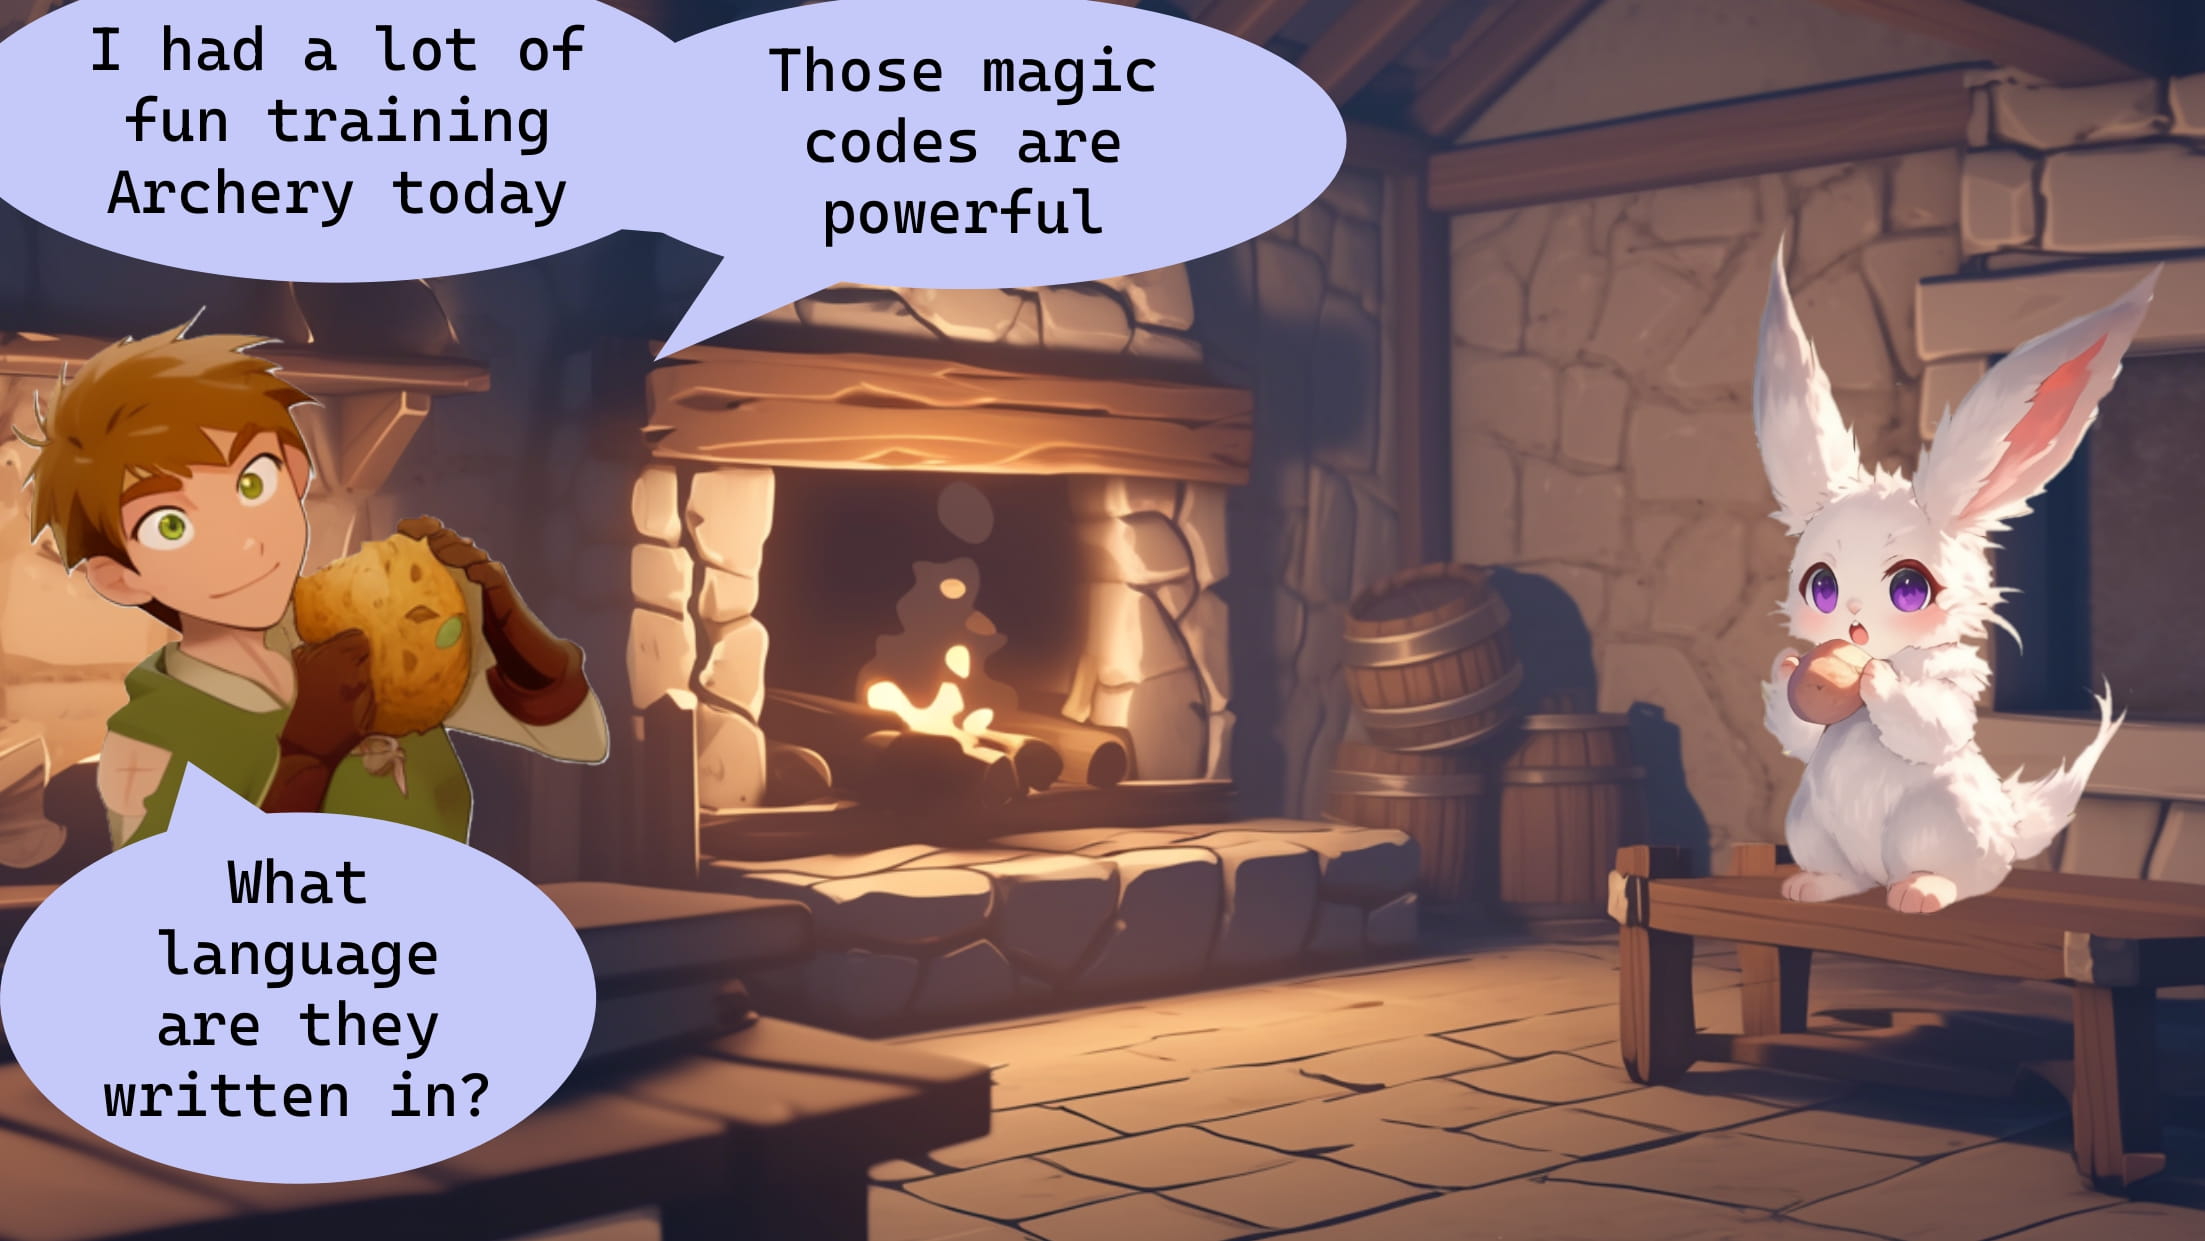 I had a lot of
fun training
Archery today
Those magic
codes are
powerful
What
language
are they
written in?